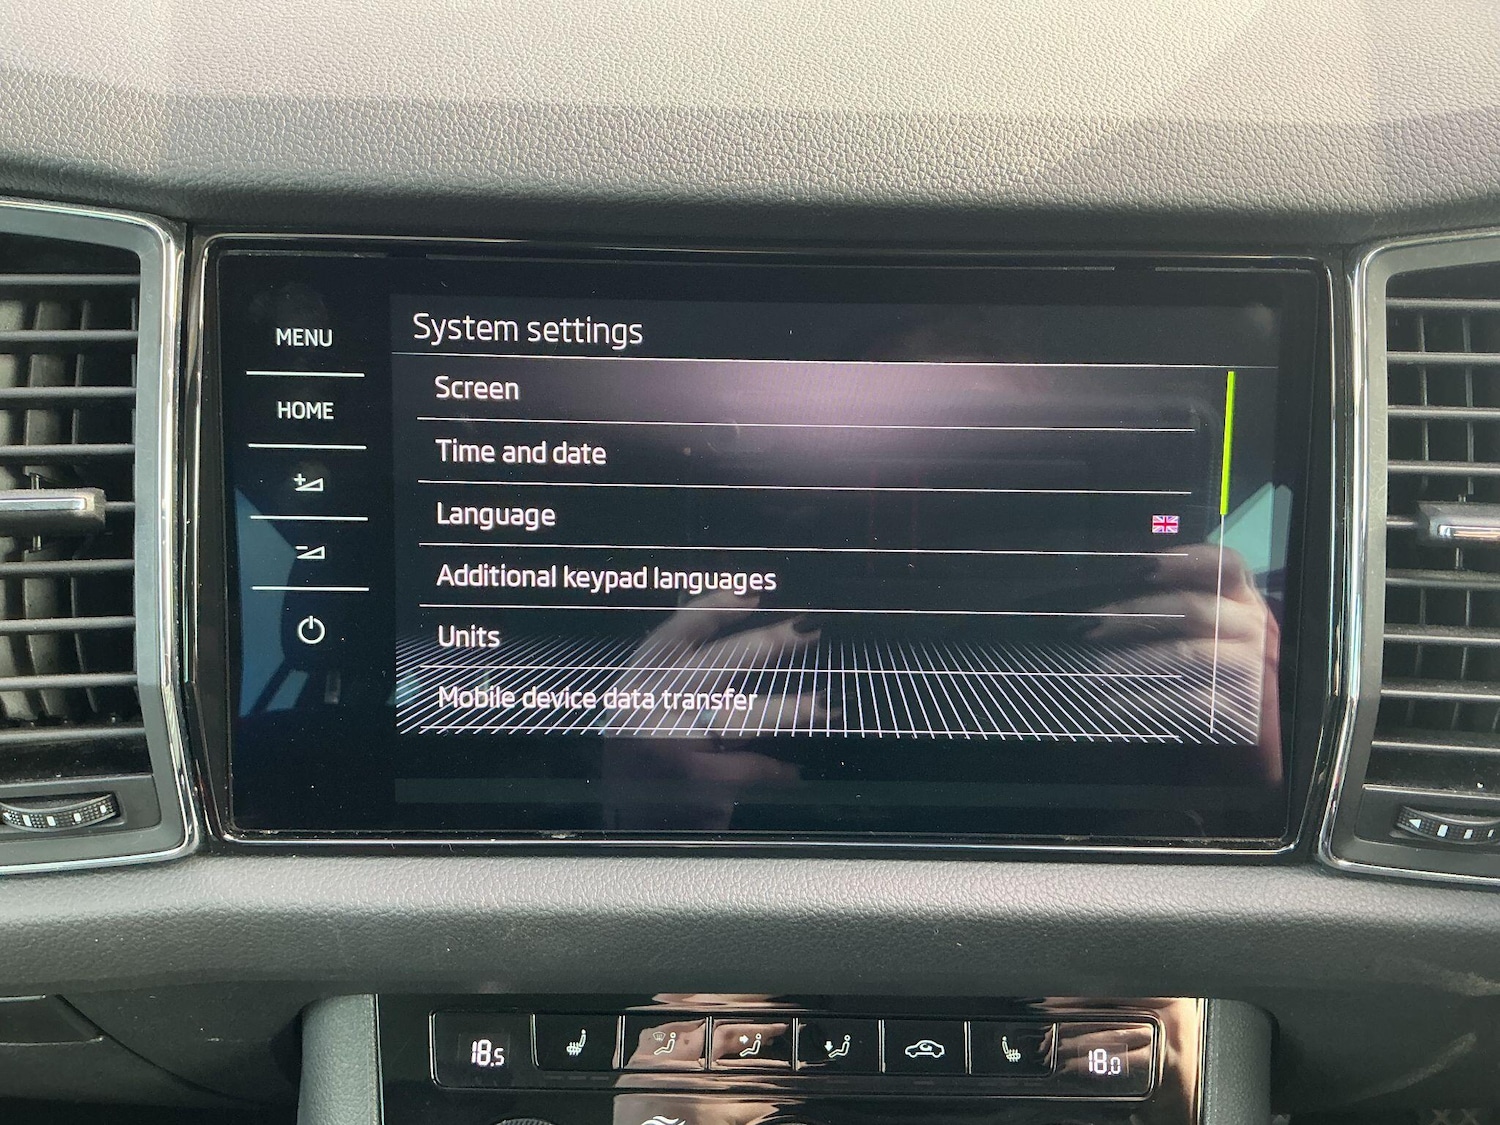 System settings
MENU
Screen
HOME
Time and date
Language
Additional keypad languages
Units
Mobile device data transfer
18.5
18.0